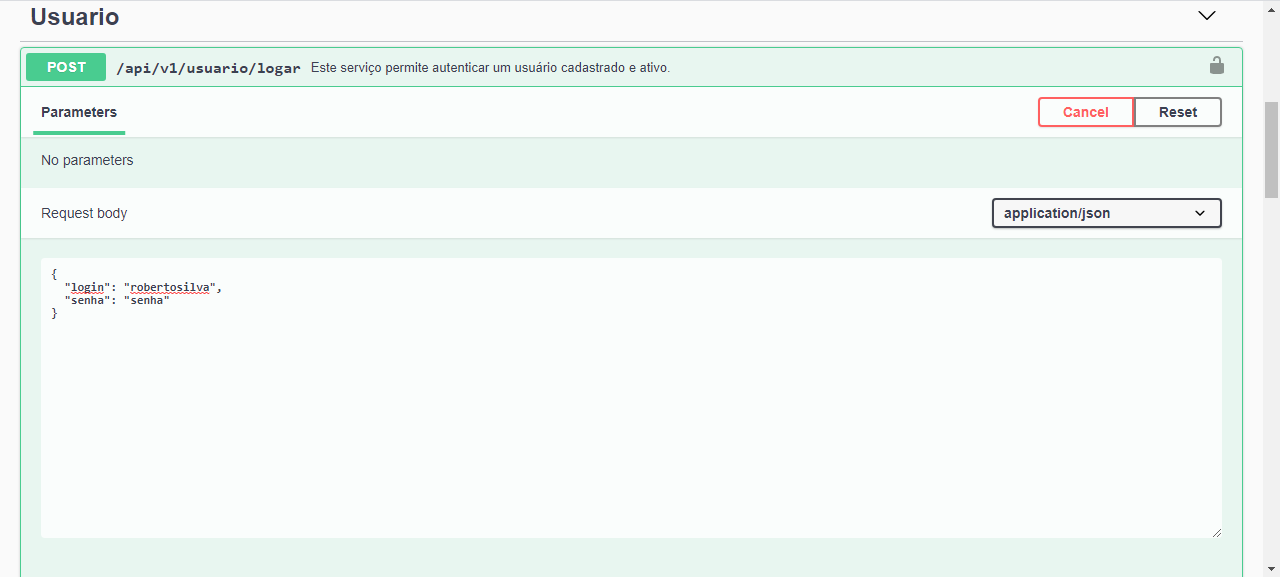 Usuario
POST /api/v1/usuario/logar Este serviço permite autenticar um usuário cadastrado e ativo.
Parameters Cancel Reset
No parameters
Request body application/json
{
"login": "robertosilva",
"senha": "senha"
}